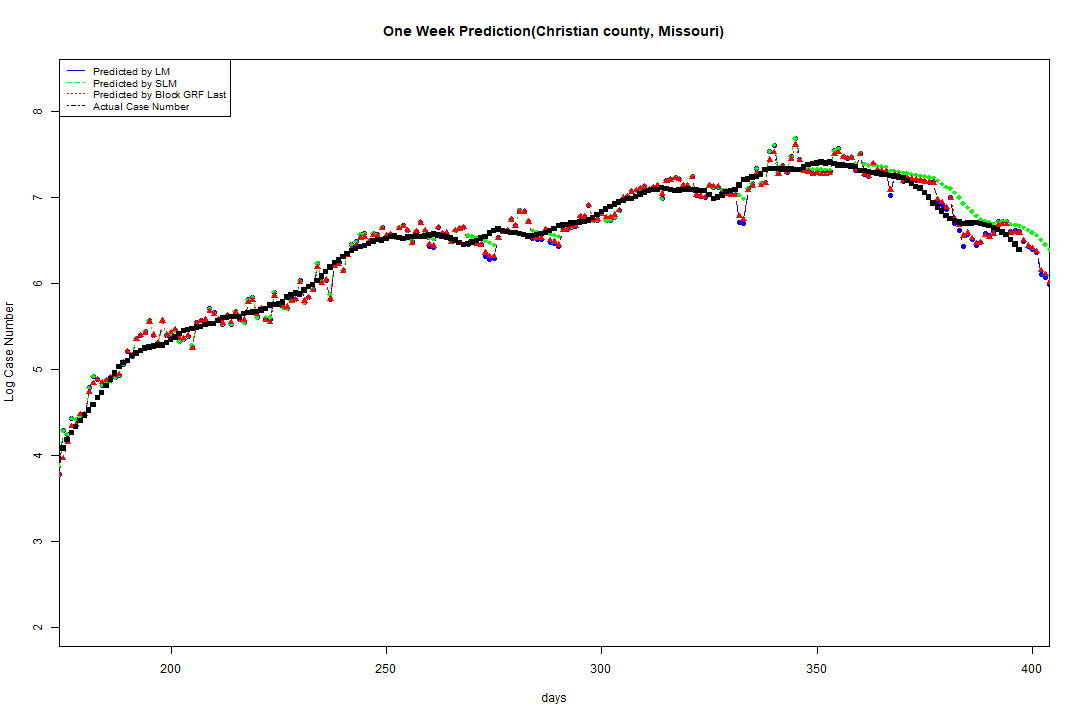 One Week Prediction(Christian county, Missouri)
Predicted by LM
Predicted by SLM
Predicted by Block GRF Last
Actual Case Number
Log Case Number
8
7
6
5
4
3
2
200 250 300 350 400
days